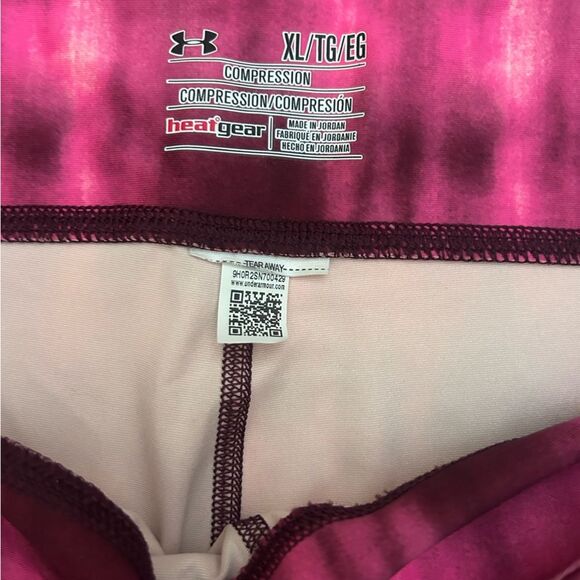 XL/TG/EG
COMPRESSION
COMPRESSION/COMPRESIÓN
heatgear
MADE IN JORDAN
FABRIQUÉ EN JORDANIE
HECHO EN JORDANIA
-TEAR AWAY-
9H0R2SN700429
www.underarmour.com